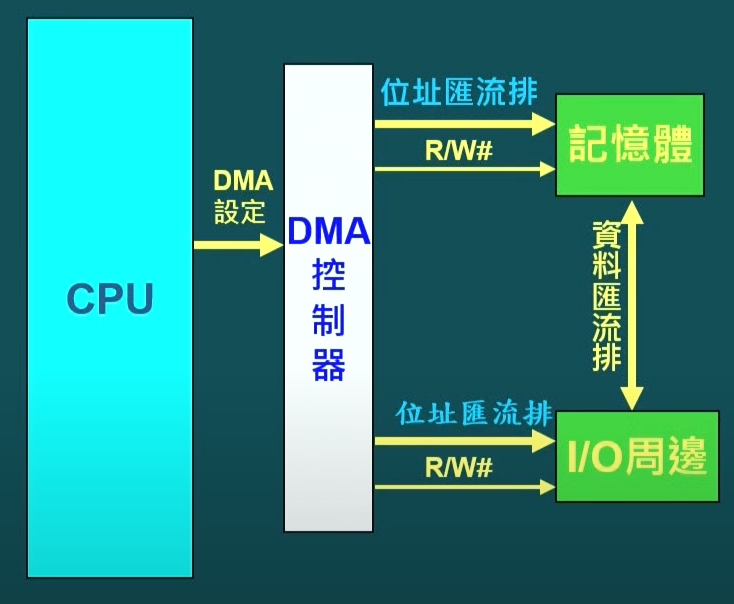 CPU
DMA
設定
DMA
控
制
器
位址匯流排
R/W#
記憶體
資料匯流排
位址匯流排
R/W#
I/O周邊